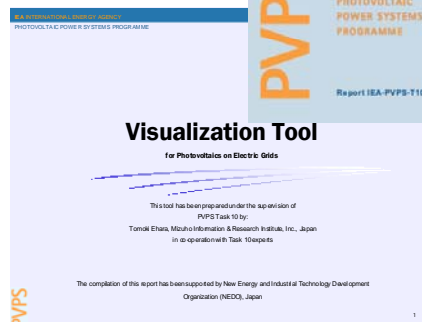 IEA INTERNATIONAL ENERGY AGENCY
PHOTOVOLTAIC POWER SYSTEMS PROGRAMME
PVP
PHOTOVOLTAIC
POWER SYSTEMS
PROGRAMME
Report IEA-PVPS-T10
Visualization Tool
for Photovoltaics on Electric Grids
This tool has been prepared under the supervision of
PVPS Task 10 by:
Tomoki Ehara, Mizuho Information & Research Institute, Inc., Japan
in co-operation with Task 10 experts
The compilation of this report has been supported by New Energy and Industrial Technology Development
Organization (NEDO), Japan
PVPS
1